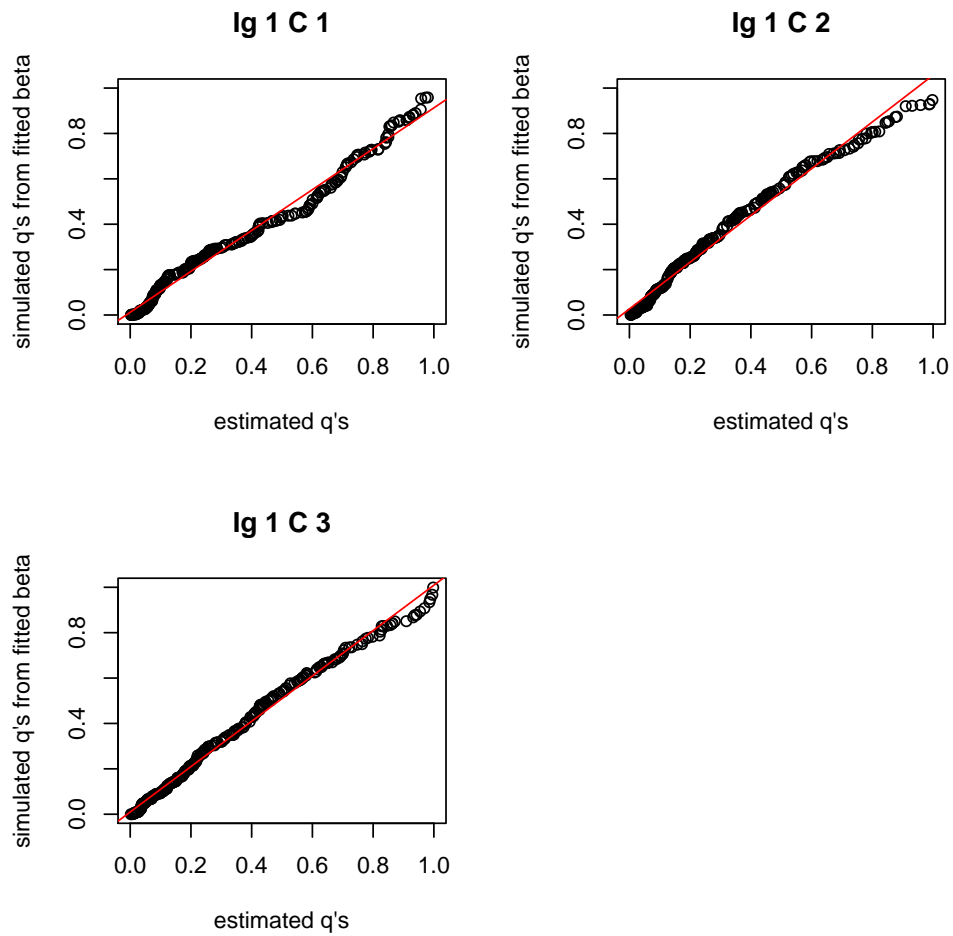 Ig 1 C 1
simulated q's from fitted beta
0.8
0.4
0.0
0.0 0.2 0.4 0.6 0.8 1.0
estimated q's
Ig 1 C 2
simulated q's from fitted beta
0.8
0.4
0.0
0.0 0.2 0.4 0.6 0.8 1.0
estimated q's
Ig 1 C 3
simulated q's from fitted beta
0.8
0.4
0.0
0.0 0.2 0.4 0.6 0.8 1.0
estimated q's